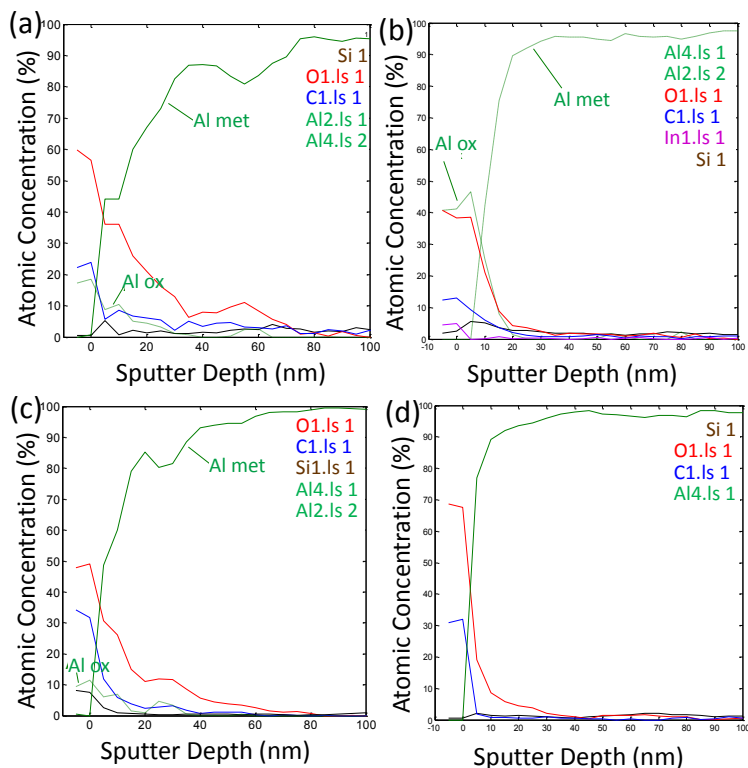 (a)
Atomic Concentration (%)
100
90
80
70
60
50
40
30
20
10
0
Si 1
O1.ls 1
C1.ls 1
Al2.ls 1
Al4.ls 2
Al met
Al ox
0 20 40 60 80 100
Sputter Depth (nm)
(b)
Atomic Concentration (%)
100
90
80
70
60
50
40
30
20
10
0
Al4.ls 1
Al2.ls 2
O1.ls 1
C1.ls 1
In1.ls 1
Si 1
Al met
Al ox
-10 0 10 20 30 40 50 60 70 80 90 100
Sputter Depth (nm)
(c)
Atomic Concentration (%)
100
90
80
70
60
50
40
30
20
10
0
O1.ls 1
C1.ls 1
Si1.ls 1
Al4.ls 1
Al2.ls 2
Al met
Al ox
0 20 40 60 80 100
Sputter Depth (nm)
(d)
Atomic Concentration (%)
100
90
80
70
60
50
40
30
20
10
0
Si 1
O1.ls 1
C1.ls 1
Al4.ls 1
-10 0 10 20 30 40 50 60 70 80 90 100
Sputter Depth (nm)